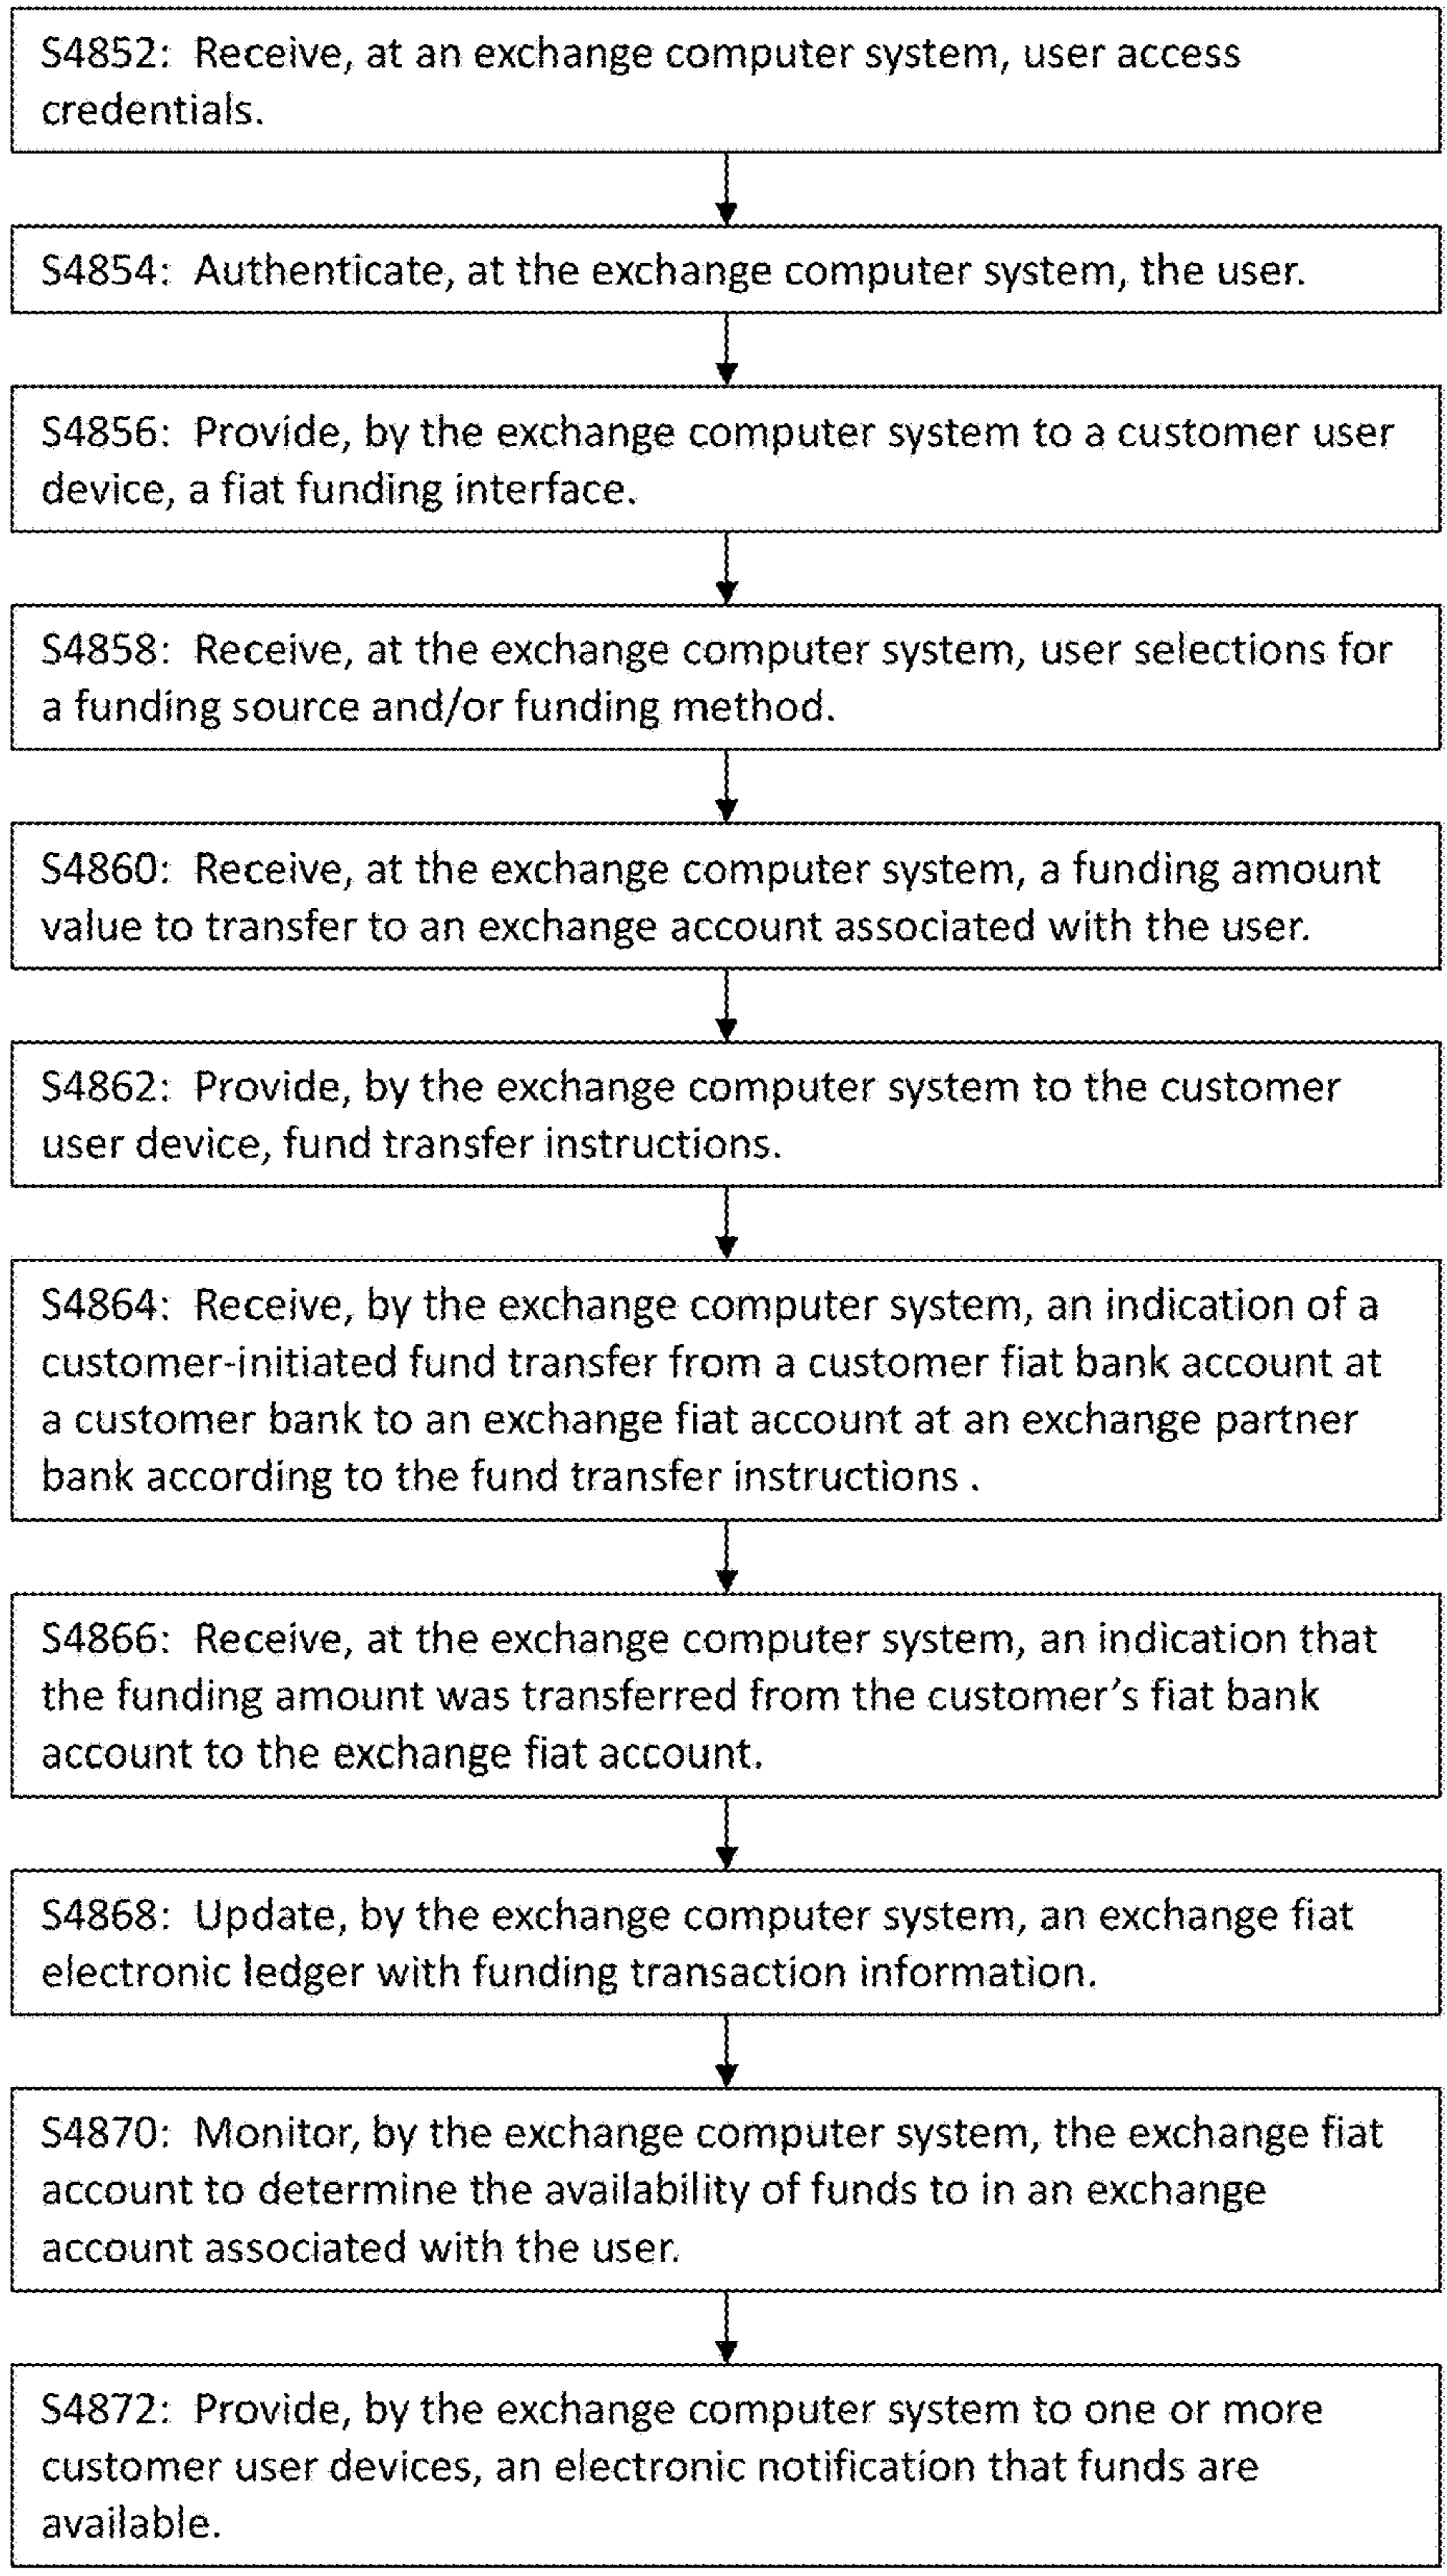 S4852:  Receive, at an exchange computer system, user access
credentials.
S4854:  Authenticate, at the exchange computer system, the user.
S4856:  Provide, by the exchange computer system to a customer user
device, a fiat funding interface.
S4858:  Receive, at the exchange computer system, user selections for
a funding source and/or funding method.
S4860:  Receive, at the exchange computer system, a funding amount
value to transfer to an exchange account associated with the user.
S4862:  Provide, by the exchange computer system to the customer
user device, fund transfer instructions.
S4864:  Receive, by the exchange computer system, an indication of a
customer-initiated fund transfer from a customer fiat bank account at
a customer bank to an exchange fiat account at an exchange partner
bank according to the fund transfer instructions .
S4866:  Receive, at the exchange computer system, an indication that
the funding amount was transferred from the customer’s fiat bank
account to the exchange fiat account.
S4868:  Update, by the exchange computer system, an exchange fiat
electronic ledger with funding transaction information.
S4870:  Monitor, by the exchange computer system, the exchange fiat
account to determine the availability of funds to in an exchange
account associated with the user.
S4872:  Provide, by the exchange computer system to one or more
customer user devices, an electronic notification that funds are
available.